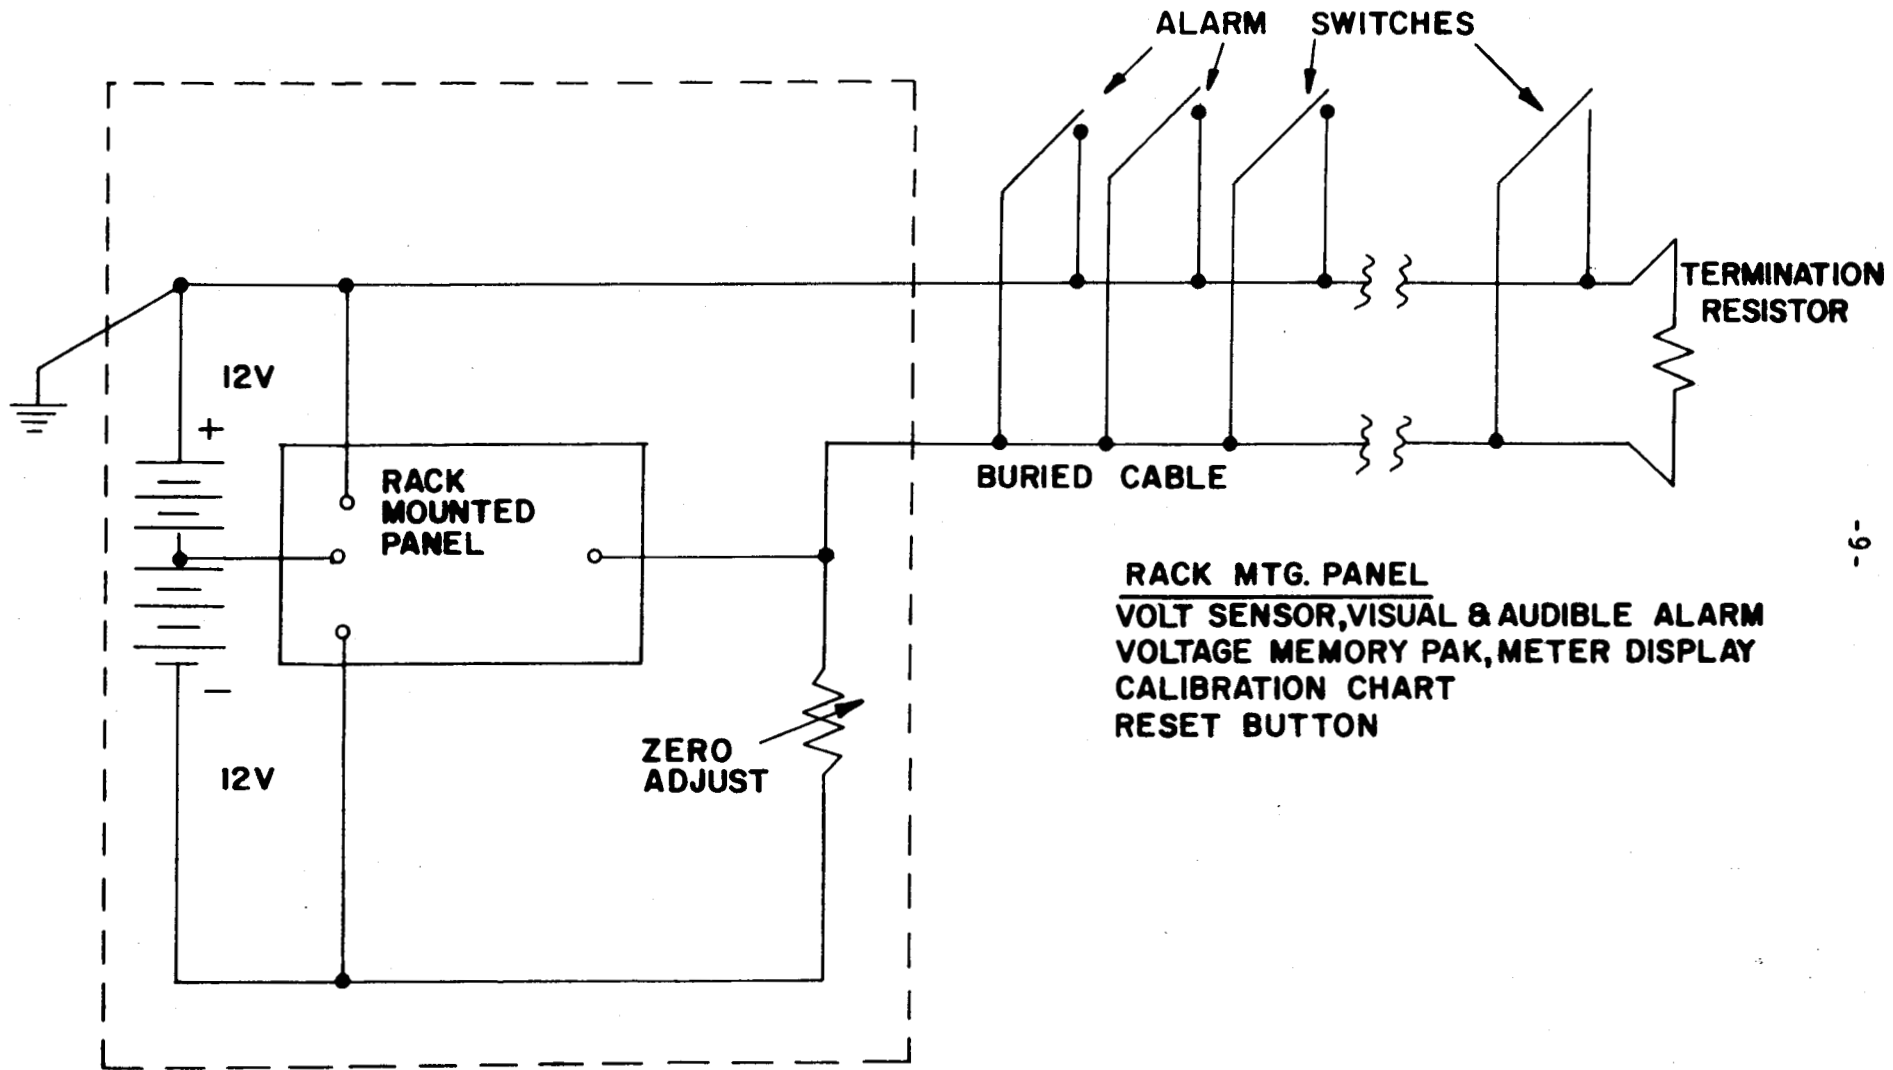 ALARM SWITCHES
TERMINATION
RESISTOR
12V
+
RACK
MOUNTED
PANEL
BURIED CABLE
-6-
RACK MTG. PANEL
VOLT SENSOR, VISUAL & AUDIBLE ALARM
VOLTAGE MEMORY PAK, METER DISPLAY
CALIBRATION CHART
RESET BUTTON
−
ZERO
ADJUST
12V